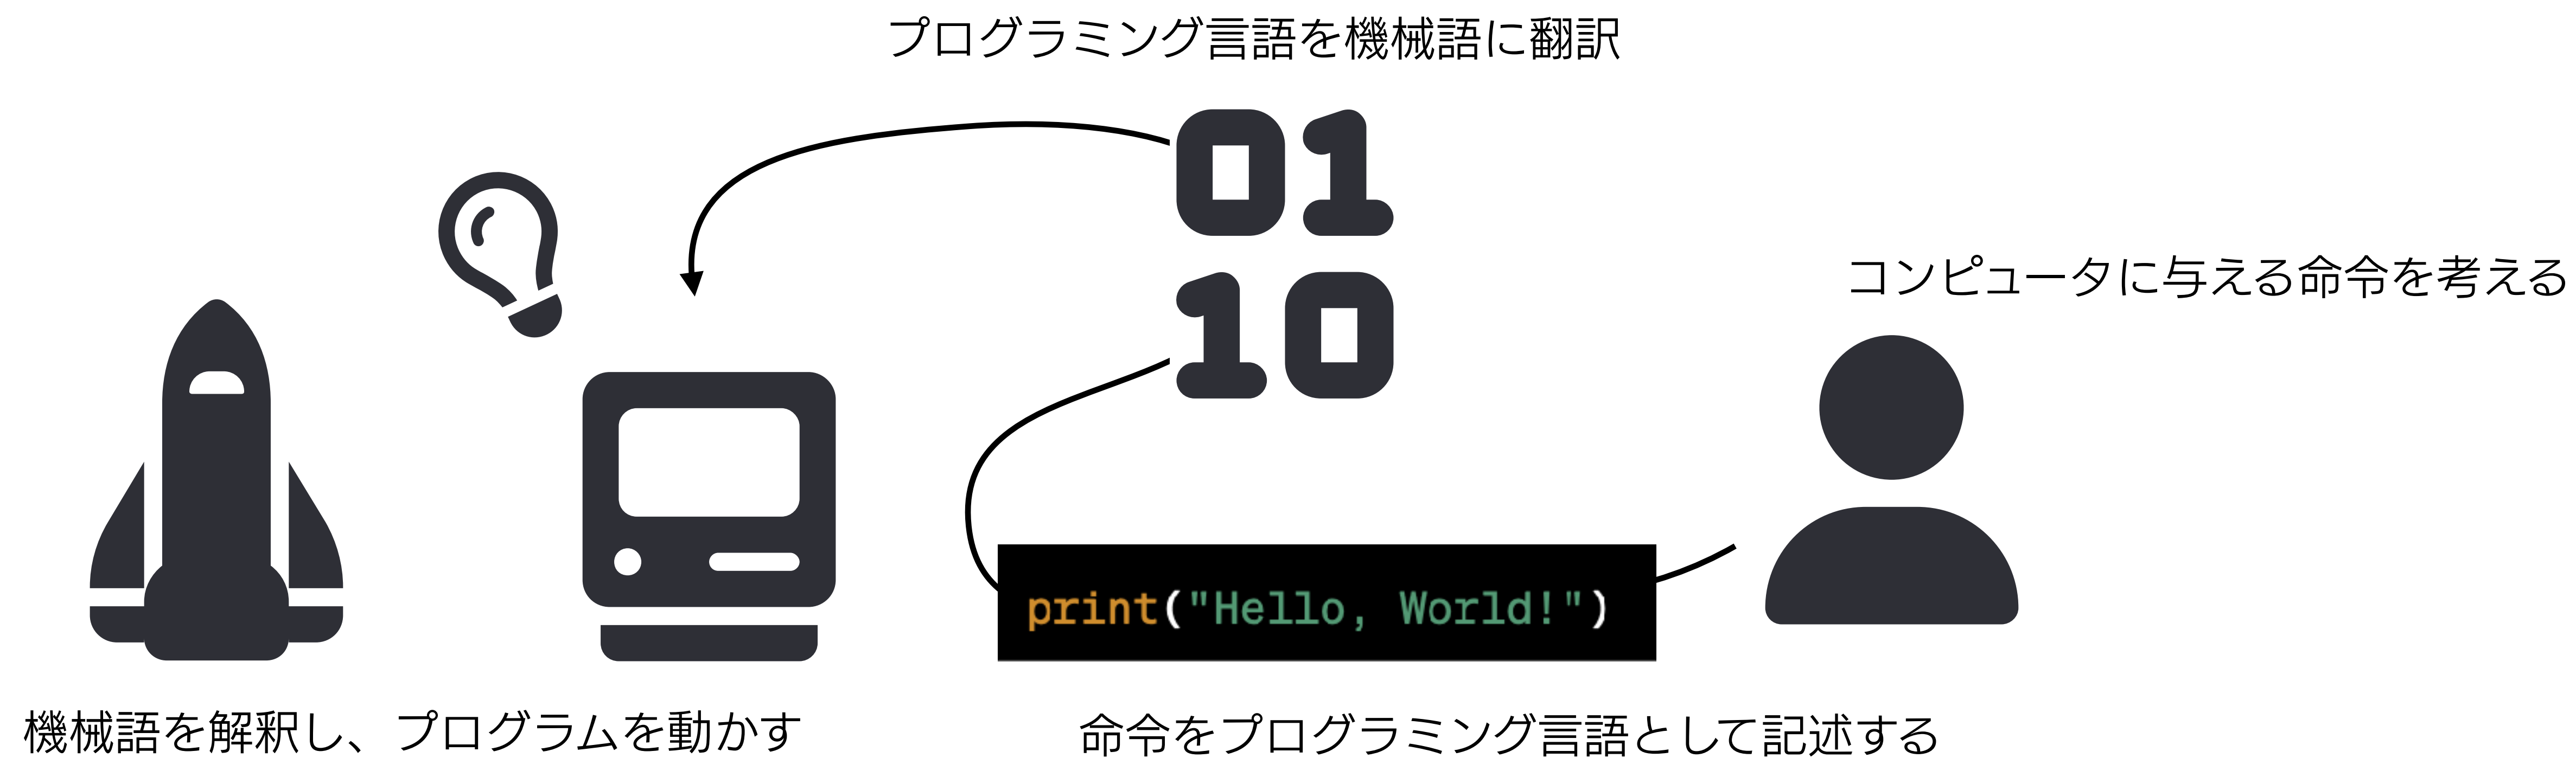 プログラミング言語を機械語に翻訳
01
10
コンピュータに与える命令を考える
print("Hello, World!")
機械語を解釈し、プログラムを動かす
命令をプログラミング言語として記述する